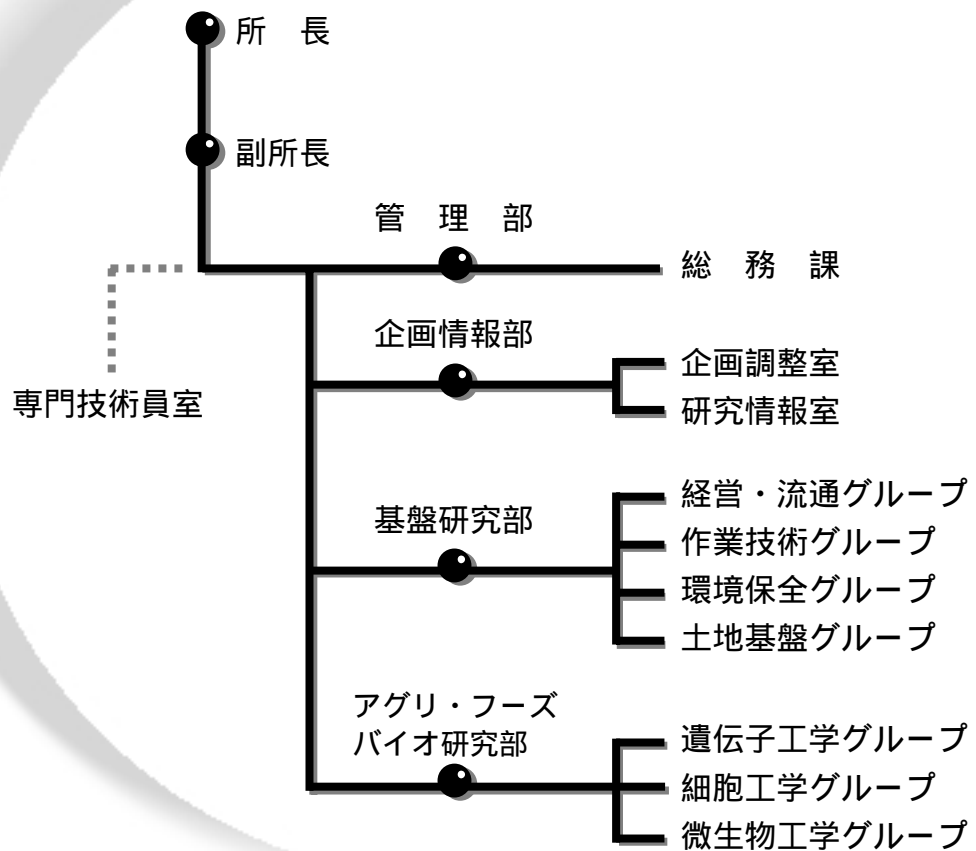 所　長
副所長
管　理　部
総　務　課
企画情報部
企画調整室
研究情報室
専門技術員室
基盤研究部
経営・流通グループ
作業技術グループ
環境保全グループ
土地基盤グループ
アグリ・フーズ
バイオ研究部
遺伝子工学グループ
細胞工学グループ
微生物工学グループ